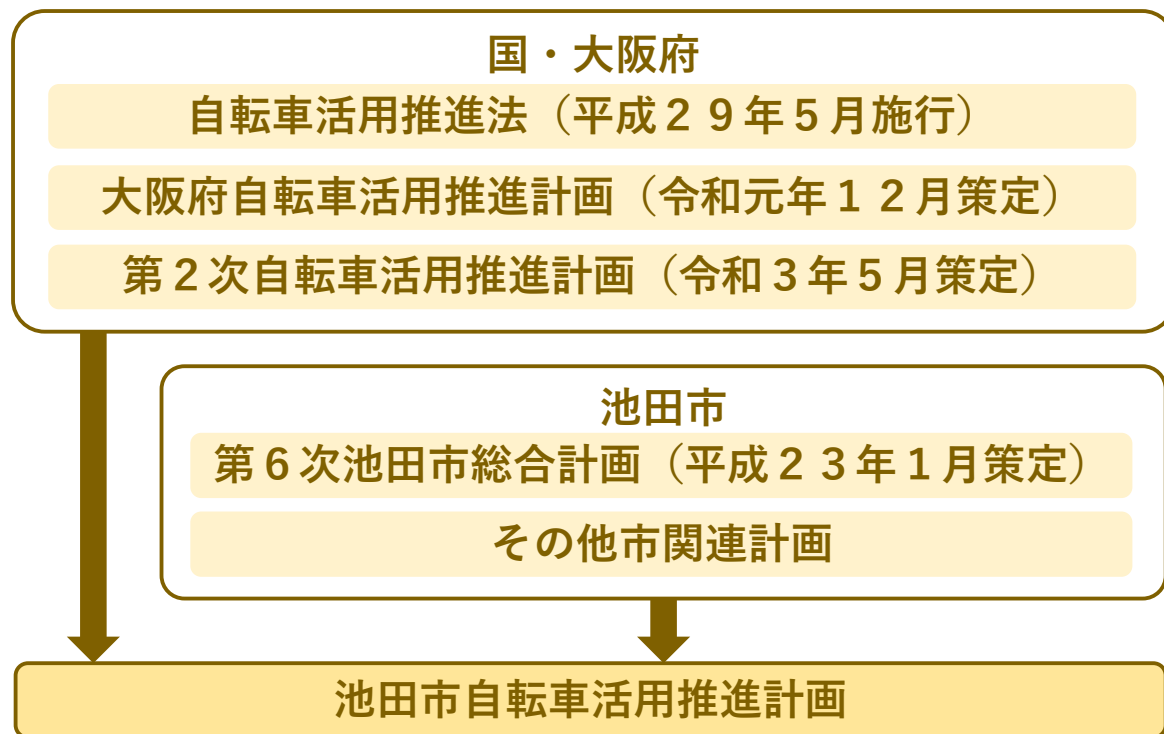 国・大阪府
自転車活用推進法（平成２９年５月施行）
大阪府自転車活用推進計画（令和元年１２月策定）
第２次自転車活用推進計画（令和３年５月策定）
池田市
第６次池田市総合計画（平成２３年１月策定）
その他市関連計画
池田市自転車活用推進計画